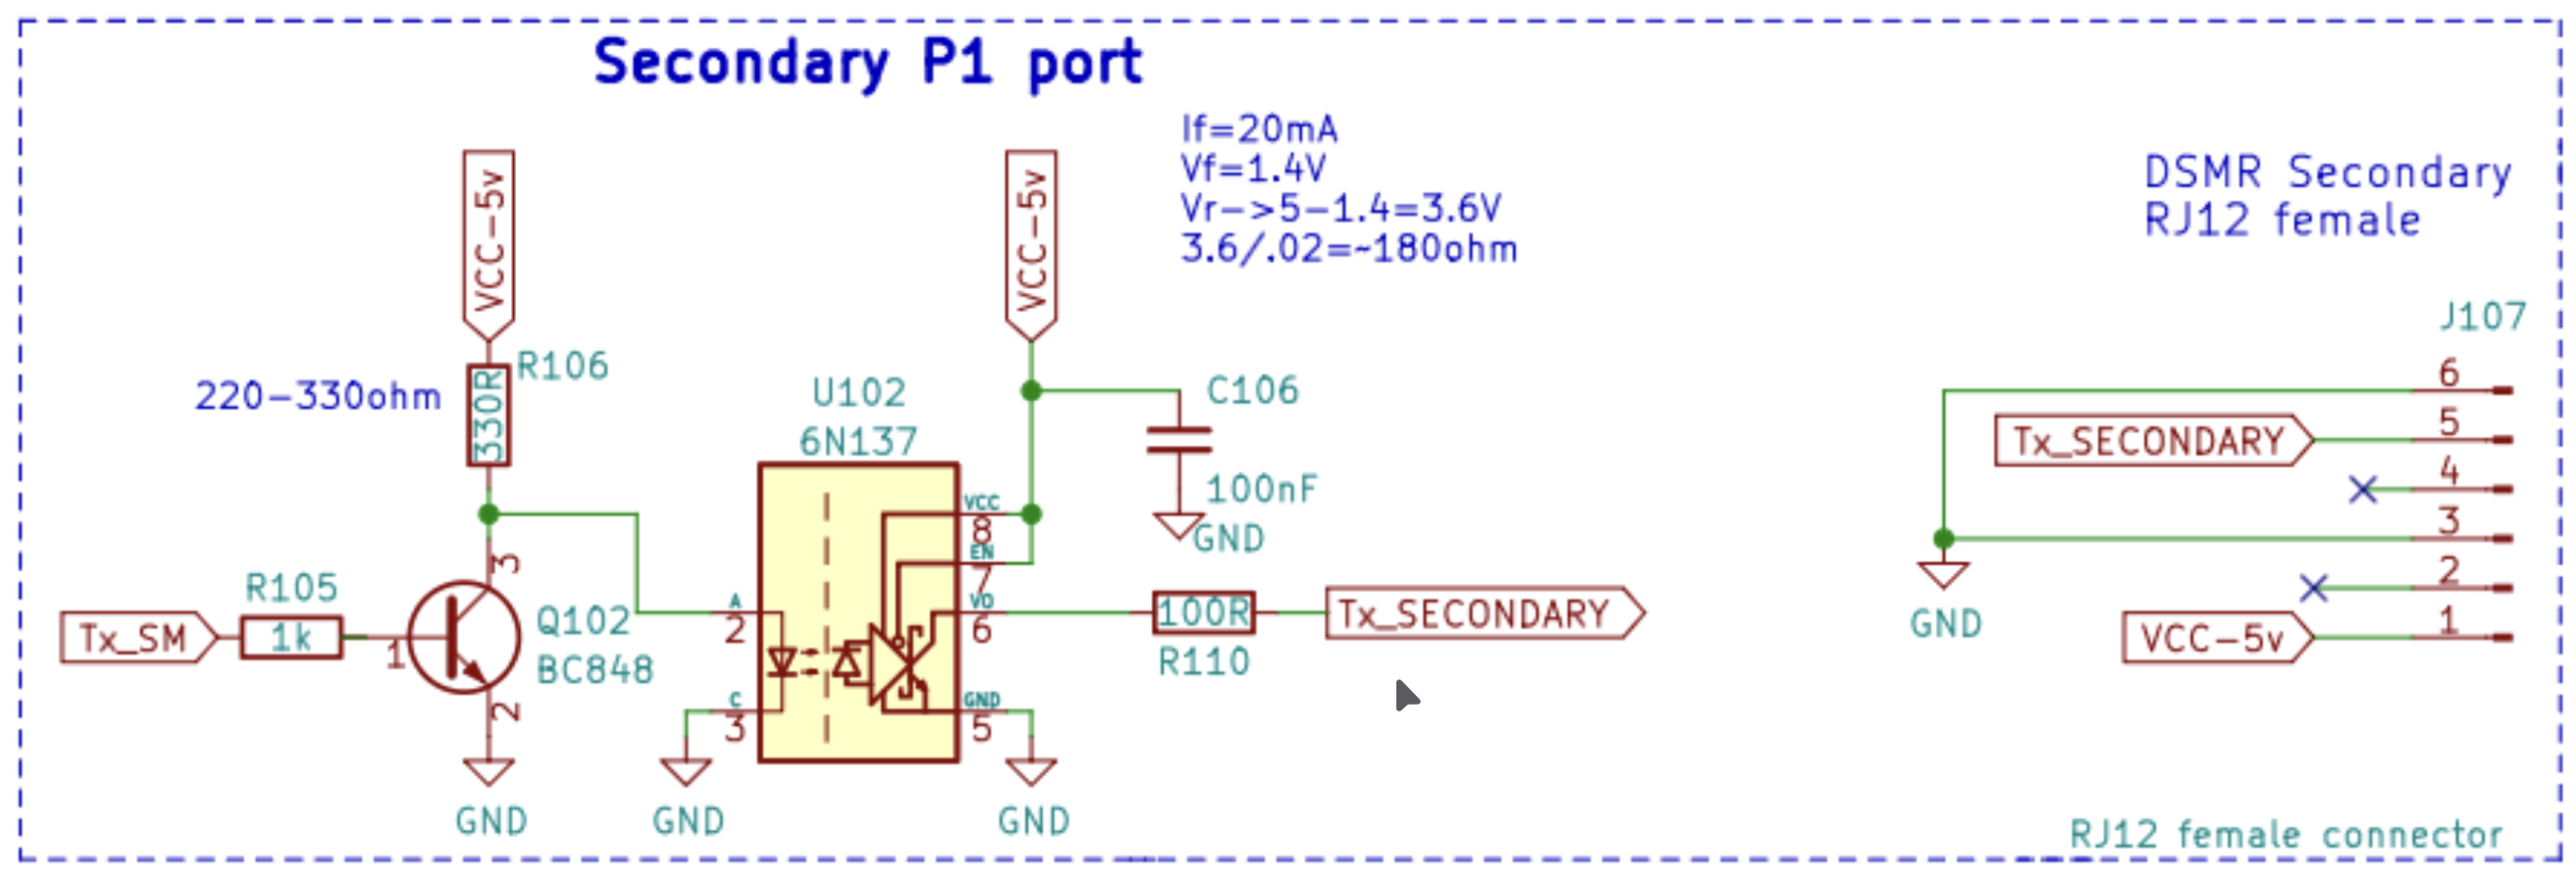 Secondary P1 port
If=20mA
Vf=1.4V
Vr->5-1.4=3.6V
3.6/.02=~180ohm
DSMR Secondary
RJ12 female
VCC-5v
VCC-5v
R106
330R
220-330ohm
U102
6N137
C106
100nF
GND
J107
6
Tx_SECONDARY
5
4
3
2
VCC-5v
1
GND
VCC
8
EN
7
VO
6
GND
5
A
2
C
3
100R
R110
Tx_SECONDARY
R105
Tx_SM
1k
1
3
2
Q102
BC848
GND
GND
GND
RJ12 female connector